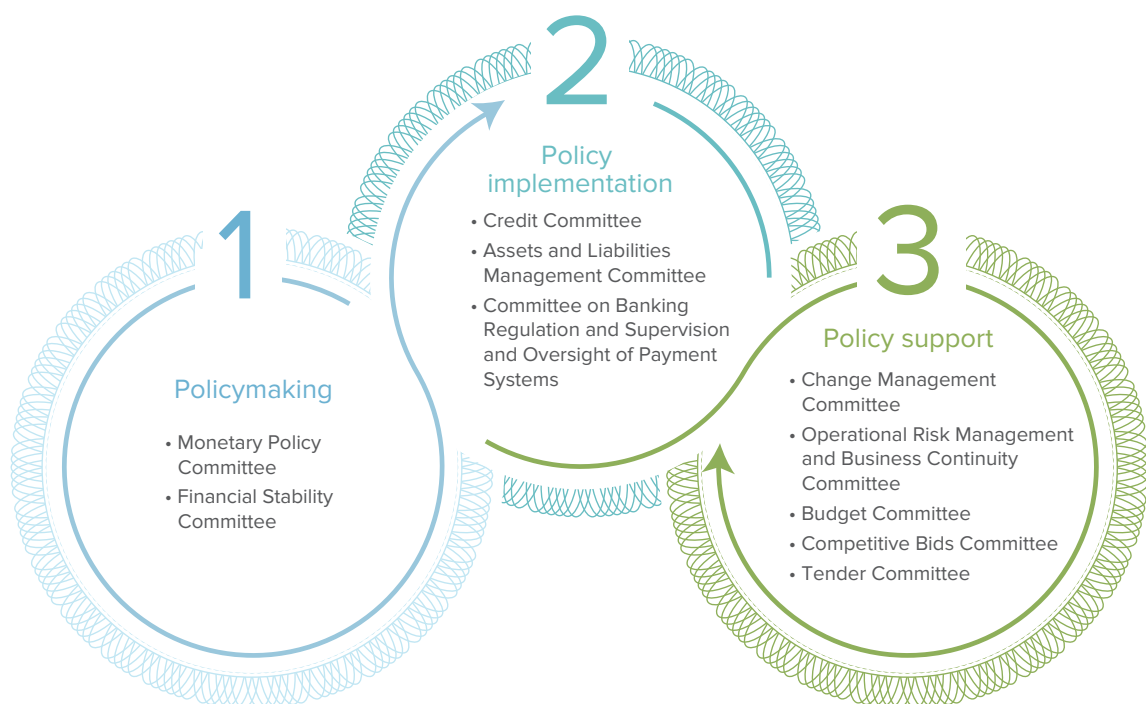 1
Policymaking
• Monetary Policy
Committee
• Financial Stability
Committee
2
Policy
implementation
• Credit Committee
• Assets and Liabilities
Management Committee
• Committee on Banking
Regulation and Supervision
and Oversight of Payment
Systems
3
Policy support
• Change Management
Committee
• Operational Risk Management
and Business Continuity
Committee
• Budget Committee
• Competitive Bids Committee
• Tender Committee